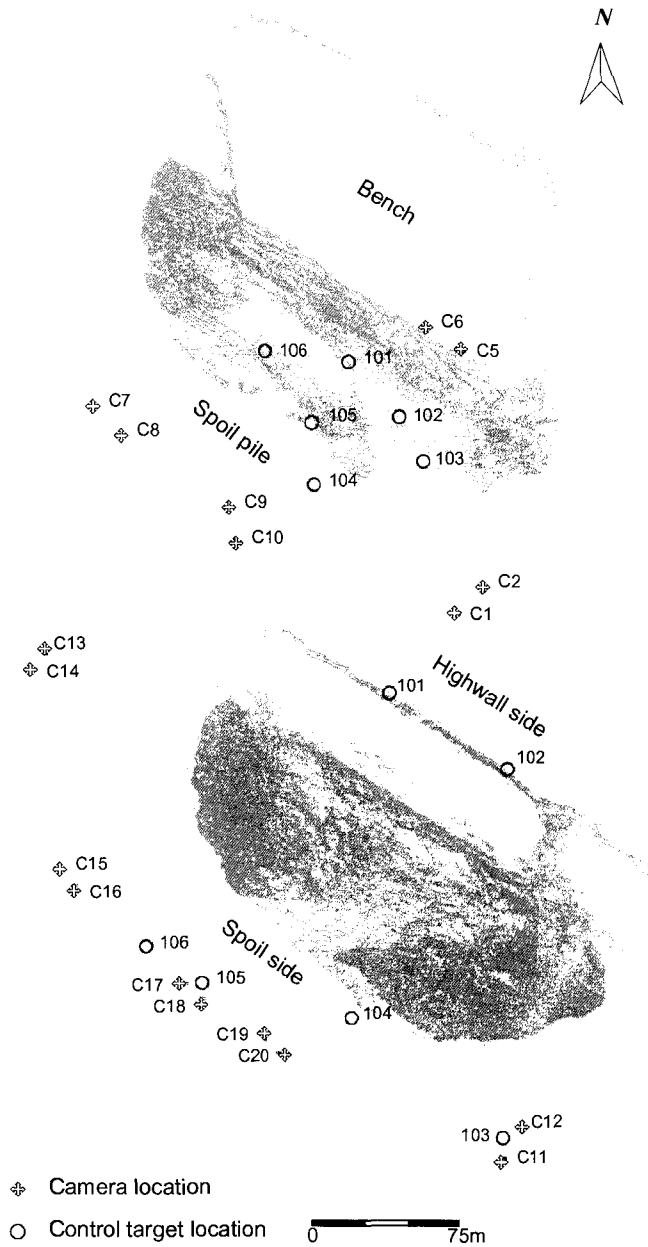 N
Bench
C6
C5
106
101
C7
Spoil pile
105
102
C8
103
104
C9
C10
C2
C1
C13
C14
Highwall side
101
102
C15
C16
Spoil side
106
C17
105
C18
104
C19
C20
C12
103
C11
Camera location
Control target location
0
75m